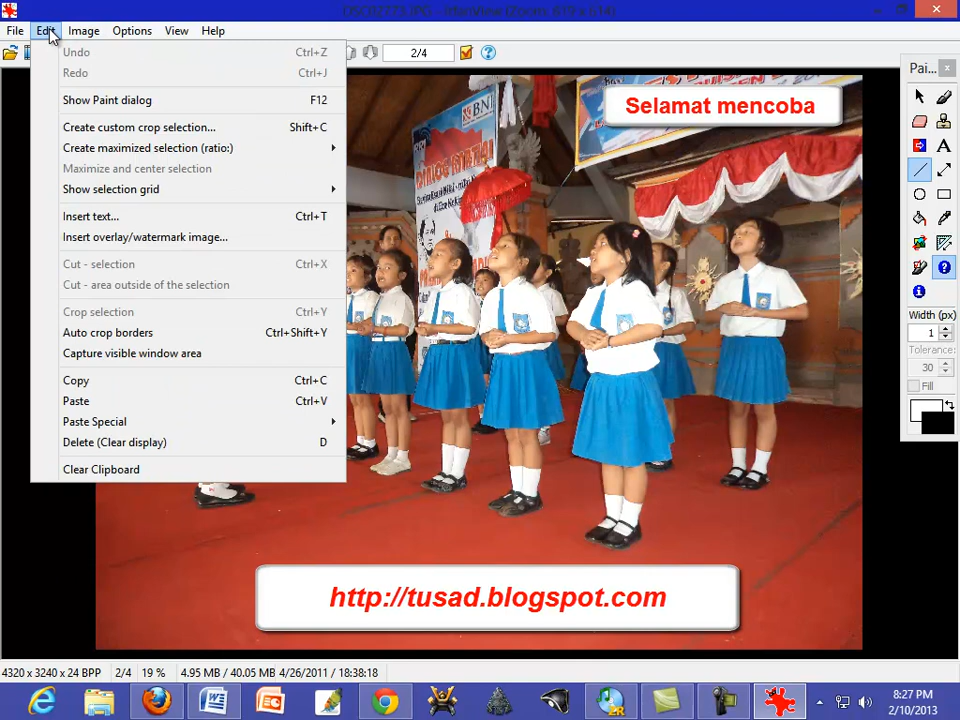 File Edit Image Options View Help
2/4
Undo Ctrl+Z
Redo Ctrl+J
Show Paint dialog F12
Create custom crop selection... Shift+C
Create maximized selection (ratio):
Maximize and center selection
Show selection grid
Insert text... Ctrl+T
Insert overlay/watermark image...
Cut - selection Ctrl+X
Cut - area outside of the selection
Crop selection Ctrl+Y
Auto crop borders Ctrl+Shift+Y
Capture visible window area
Copy Ctrl+C
Paste Ctrl+V
Paste Special
Delete (Clear display) D
Clear Clipboard
BNI
Selamat mencoba
http://tusad.blogspot.com
Pai...
Width (px)
1
Tolerance:
30
Fill
4320 x 3240 x 24 BPP 2/4 19 % 4.95 MB / 40.05 MB 4/26/2011 / 18:38:18
8:27 PM
2/10/2013